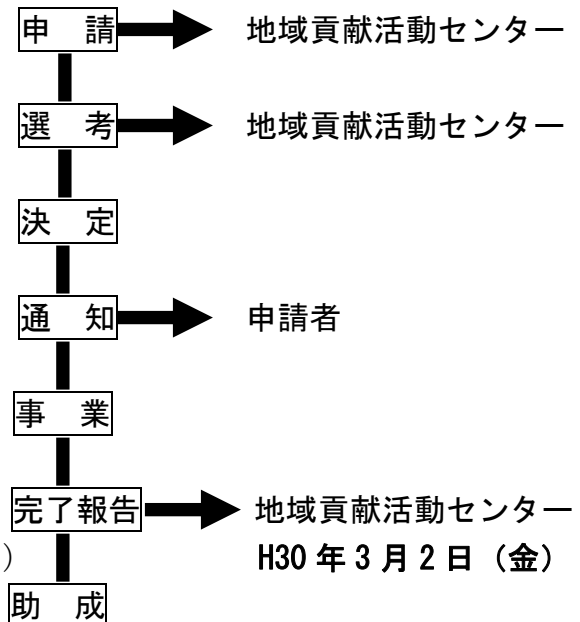 申　請　地域貢献活動センター
選　考　地域貢献活動センター
決　定
通　知　申請者
事　業
完了報告　地域貢献活動センター
）　H30 年 3 月 2 日（金）
助　成